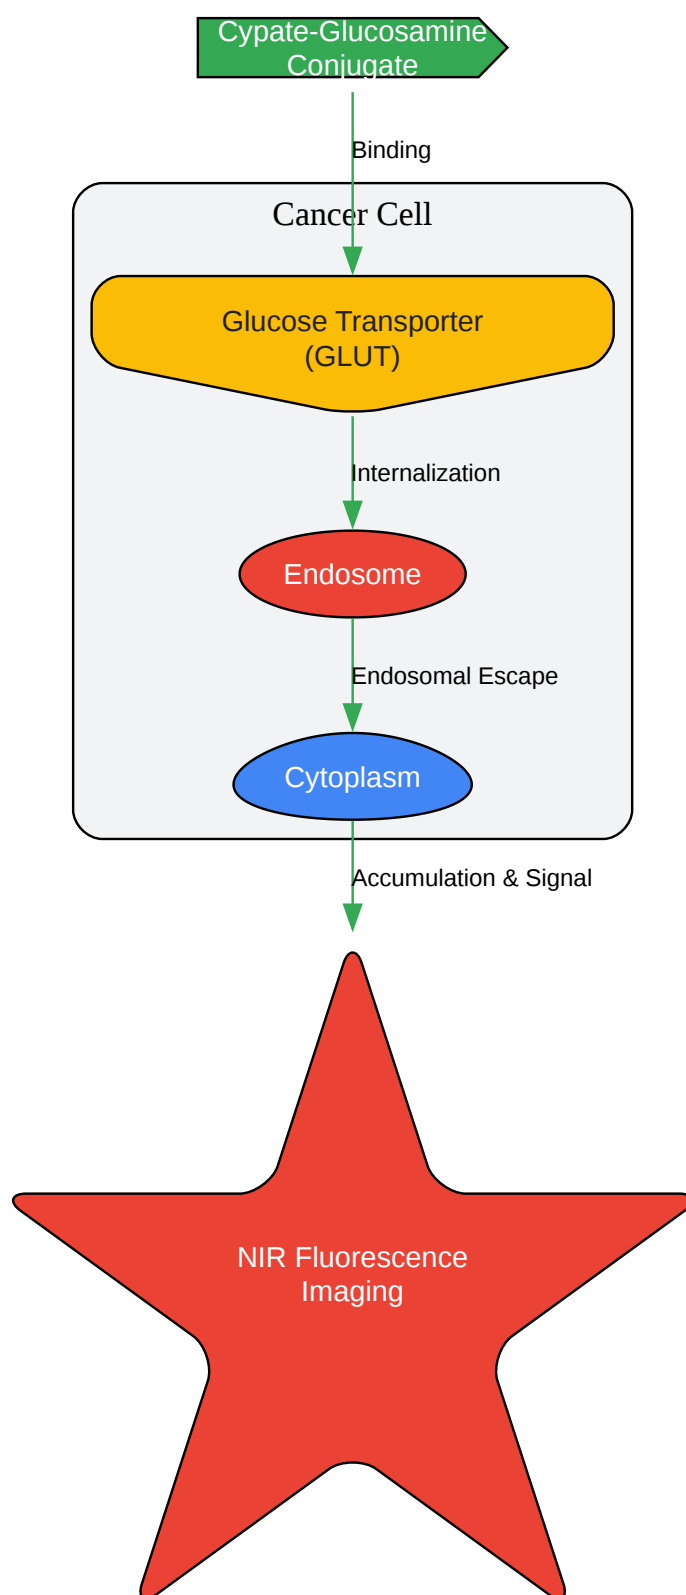 Cypate-Glucosamine
Conjugate
Binding
Cancer Cell
Glucose Transporter
(GLUT)
Internalization
Endosome
Endosomal Escape
Cytoplasm
Accumulation & Signal
NIR Fluorescence
Imaging